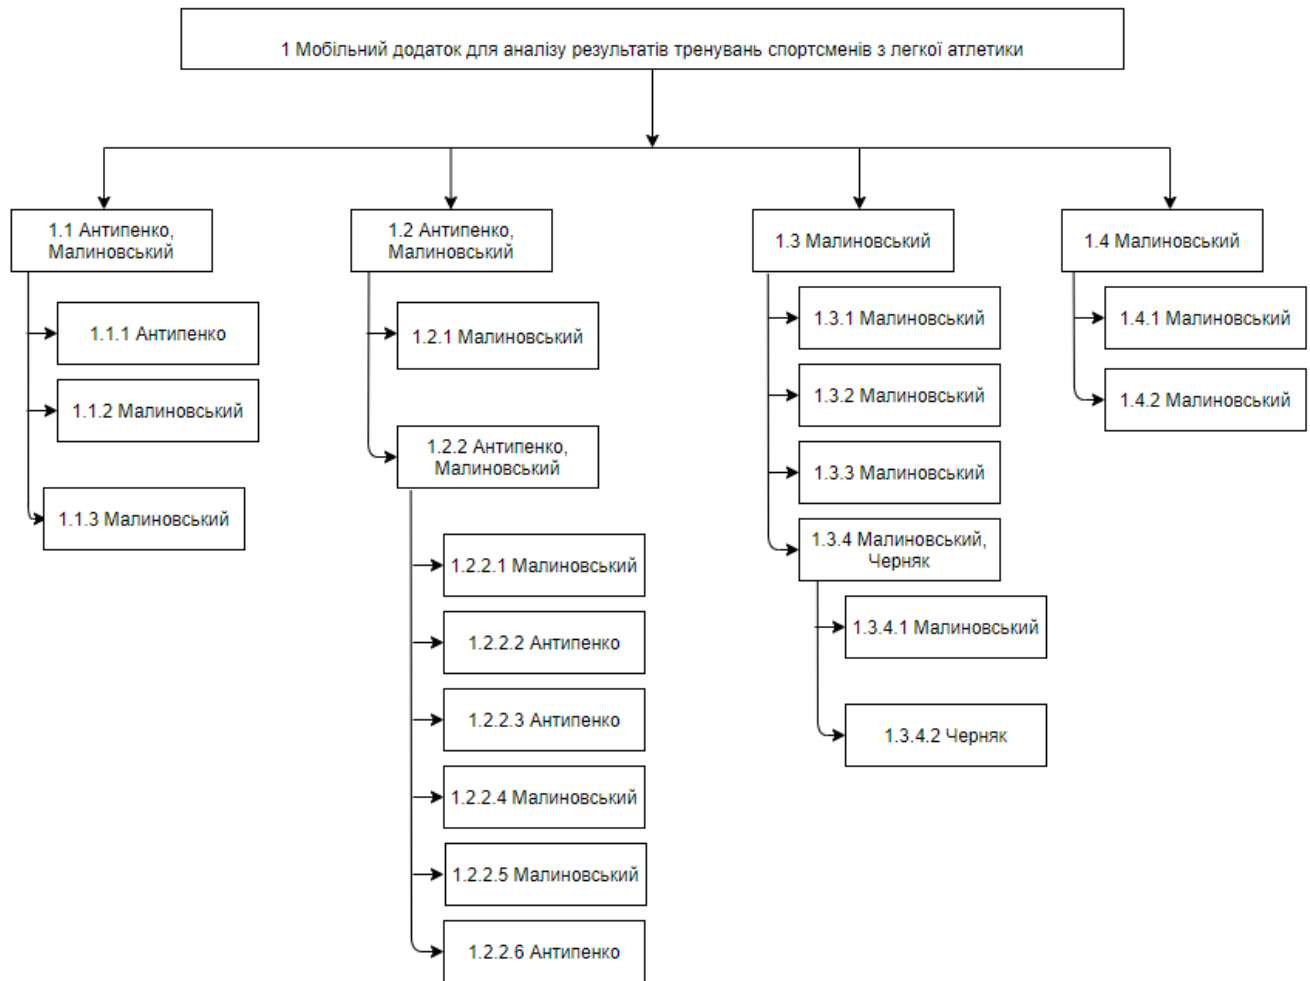 1 Мобільний додаток для аналізу результатів тренувань спортсменів з легкої атлетики
1.1 Антипенко,
Малиновський
1.1.1 Антипенко
1.1.2 Малиновський
1.1.3 Малиновський
1.2 Антипенко,
Малиновський
1.2.1 Малиновський
1.2.2 Антипенко,
Малиновський
1.2.2.1 Малиновський
1.2.2.2 Антипенко
1.2.2.3 Антипенко
1.2.2.4 Малиновський
1.2.2.5 Малиновський
1.2.2.6 Антипенко
1.3 Малиновський
1.3.1 Малиновський
1.3.2 Малиновський
1.3.3 Малиновський
1.3.4 Малиновський,
Черняк
1.3.4.1 Малиновський
1.3.4.2 Черняк
1.4 Малиновський
1.4.1 Малиновський
1.4.2 Малиновський